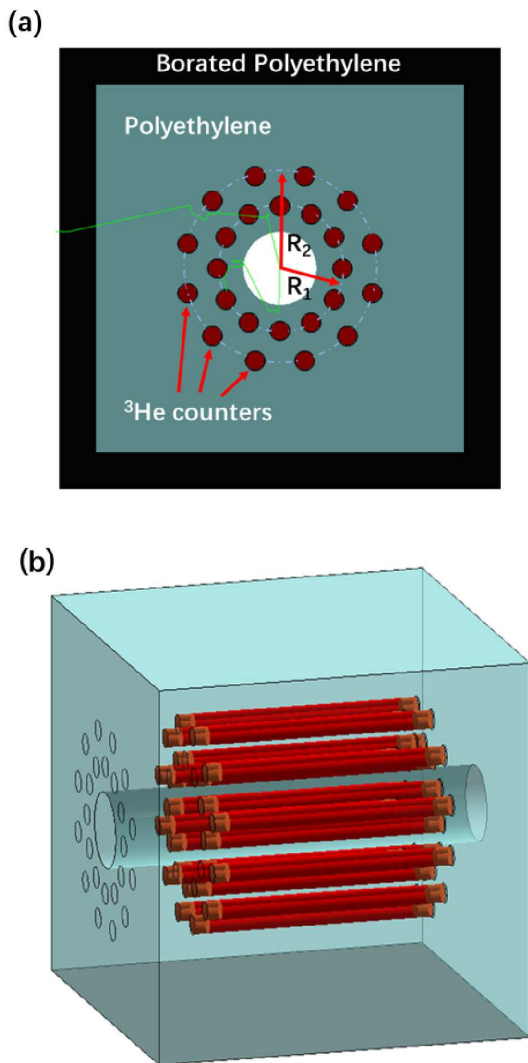 (a)
Borated Polyethylene
Polyethylene
R₂
R₁
³He counters
(b)